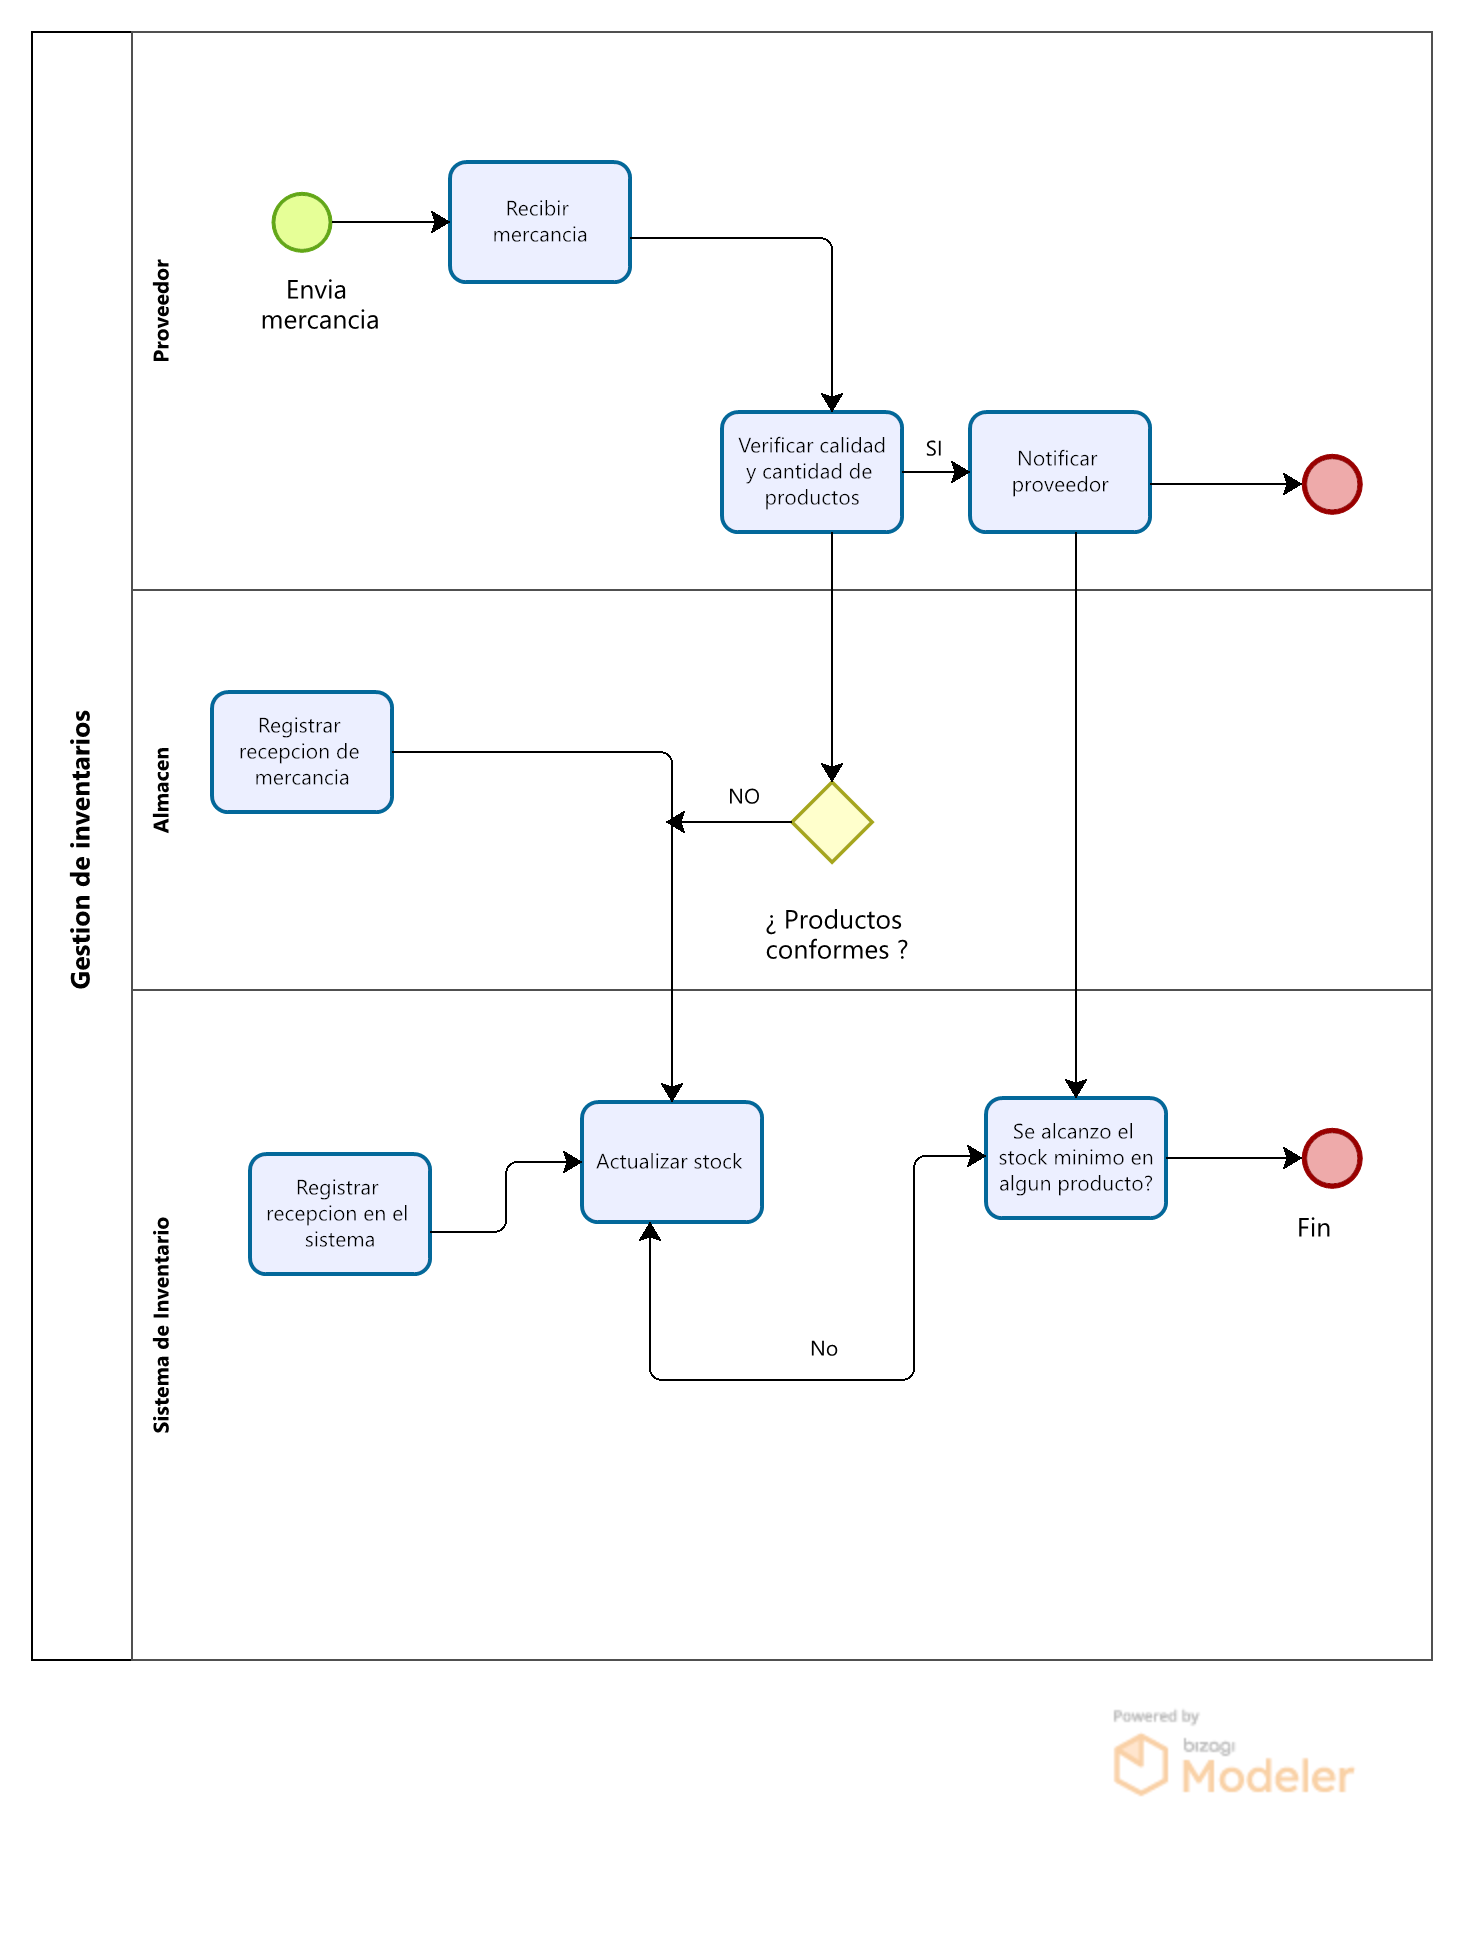 Gestion de inventarios
Proveedor
Envia
mercancia
Recibir
mercancia
Verificar calidad
y cantidad de
productos
SI
Notificar
proveedor
Almacen
Registrar
recepcion de
mercancia
NO
¿ Productos
conformes ?
Sistema de Inventario
Registrar
recepcion en el
sistema
Actualizar stock
No
Se alcanzo el
stock minimo en
algun producto?
Fin
Powered by
bizagi
Modeler